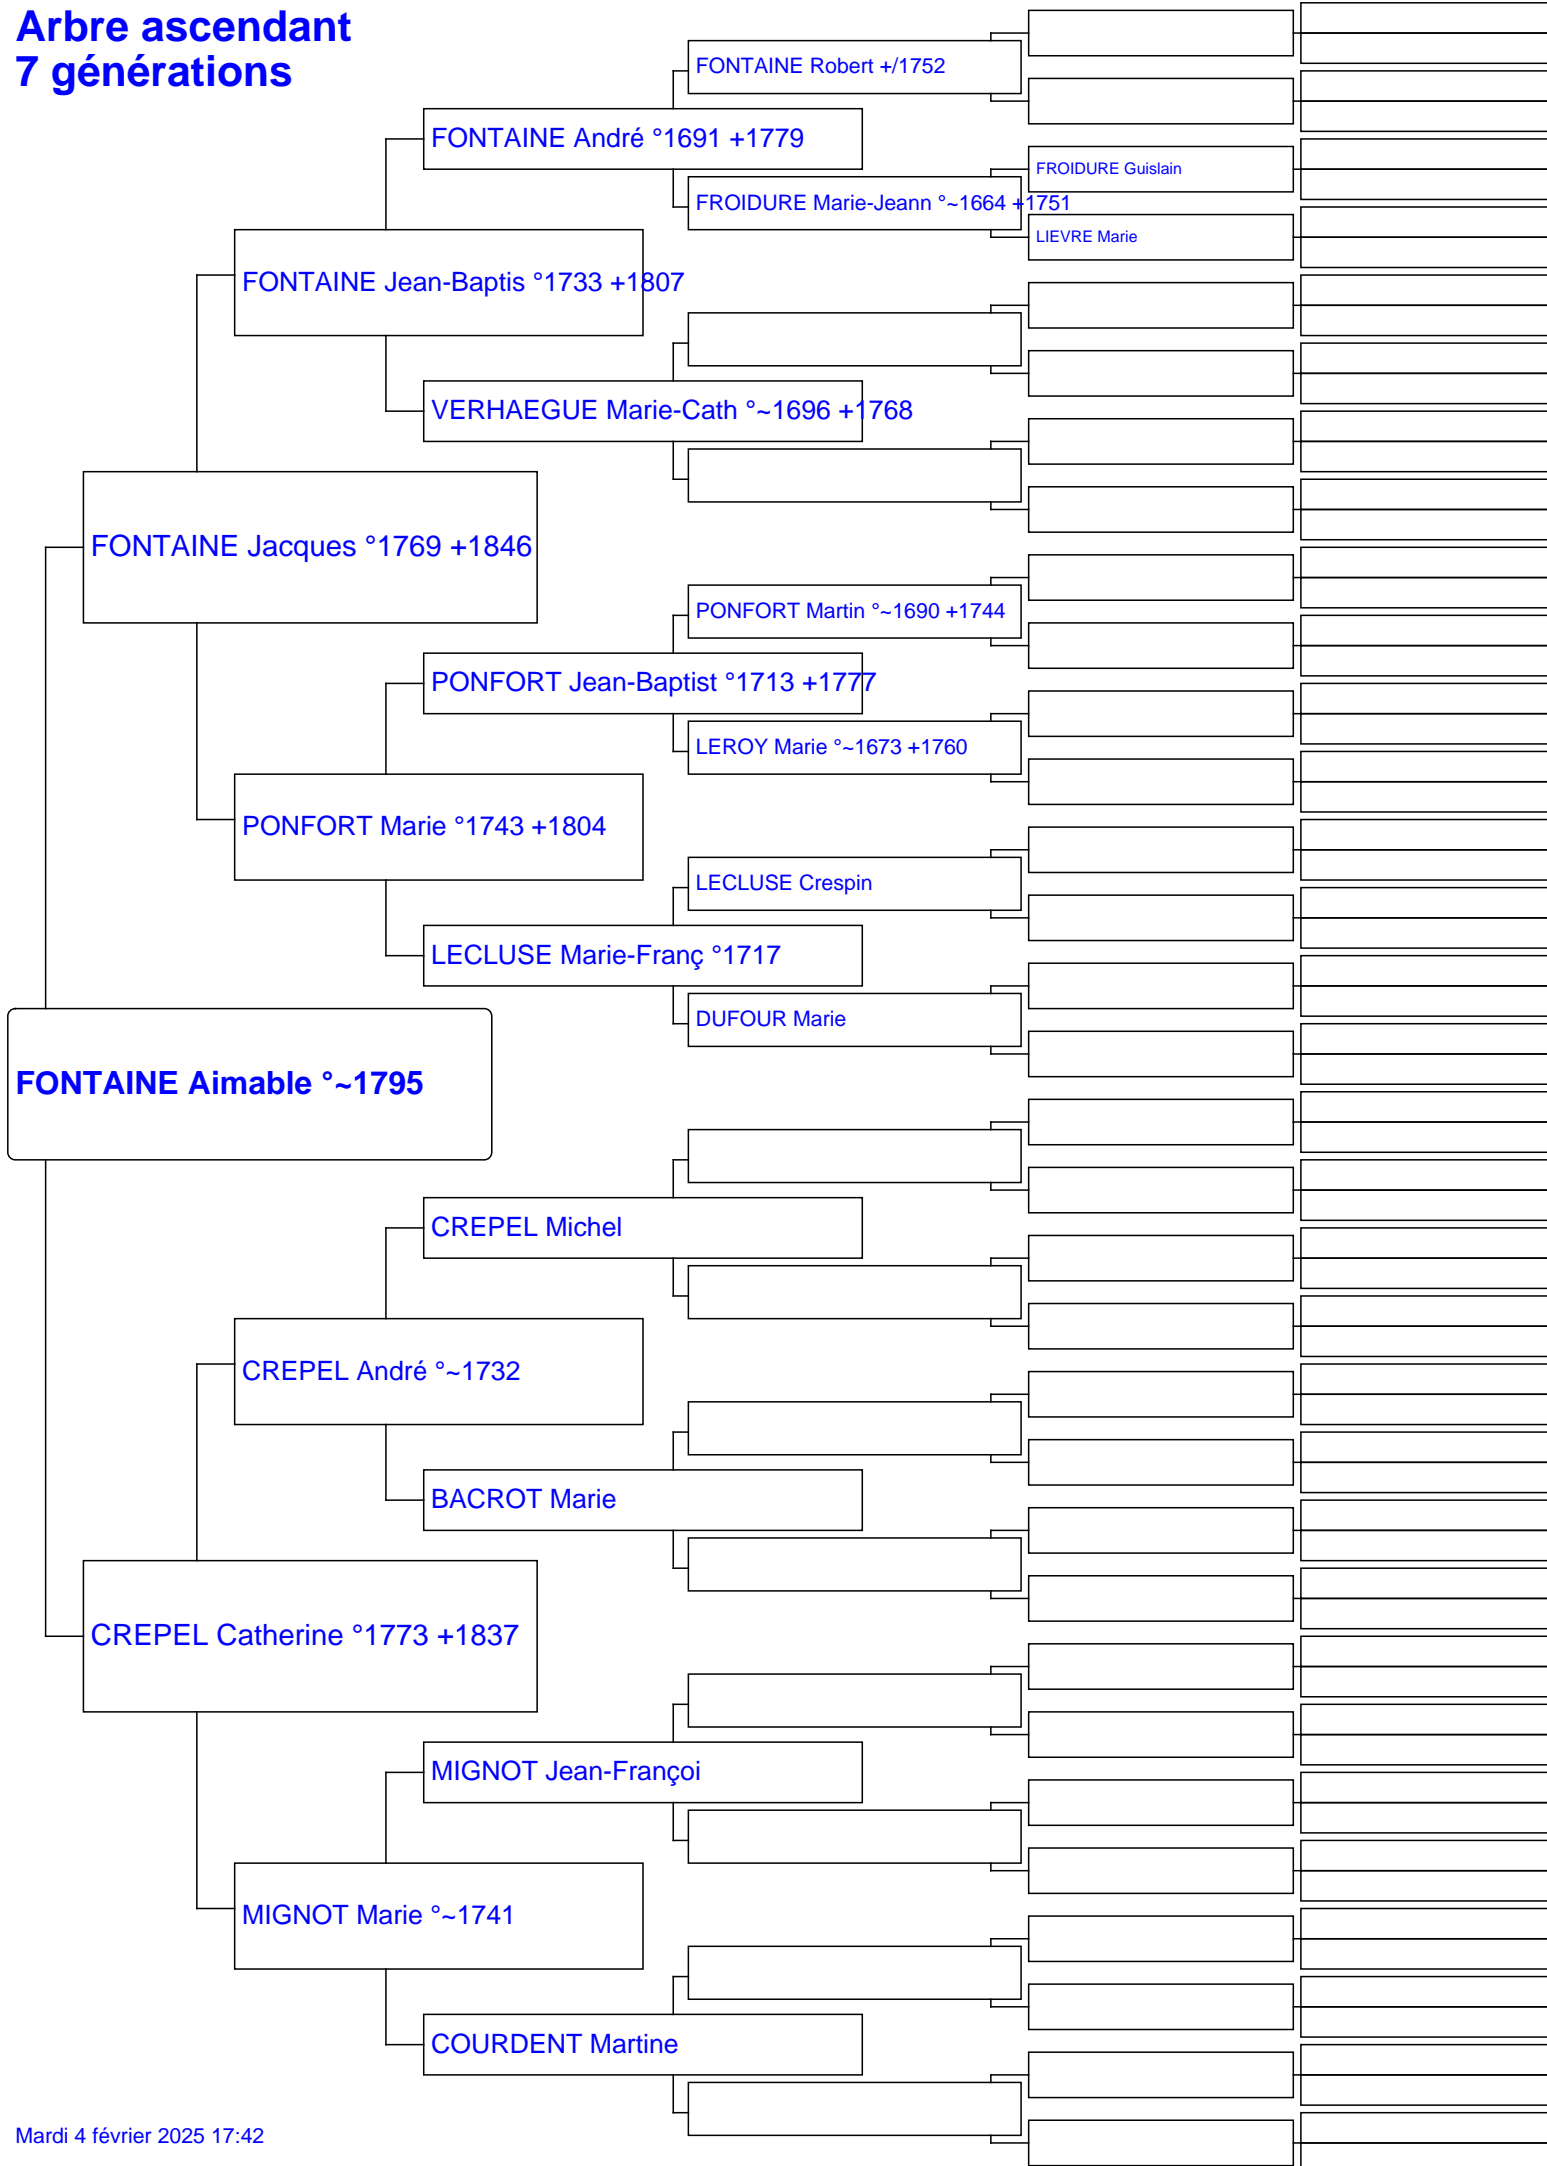 Arbre ascendant
7 générations
FONTAINE Robert +/1752
FONTAINE André °1691 +1779
FROIDURE Guislain
FROIDURE Marie-Jeann °~1664 +1751
LIEVRE Marie
FONTAINE Jean-Baptis °1733 +1807
VERHAEGUE Marie-Cath °~1696 +1768
FONTAINE Jacques °1769 +1846
PONFORT Martin °~1690 +1744
PONFORT Jean-Baptist °1713 +1777
LEROY Marie °~1673 +1760
PONFORT Marie °1743 +1804
LECLUSE Crespin
LECLUSE Marie-Franç °1717
DUFOUR Marie
FONTAINE Aimable °~1795
CREPEL Michel
CREPEL André °~1732
BACROT Marie
CREPEL Catherine °1773 +1837
MIGNOT Jean-Françoi
MIGNOT Marie °~1741
COURDENT Martine
Mardi 4 février 2025 17:42